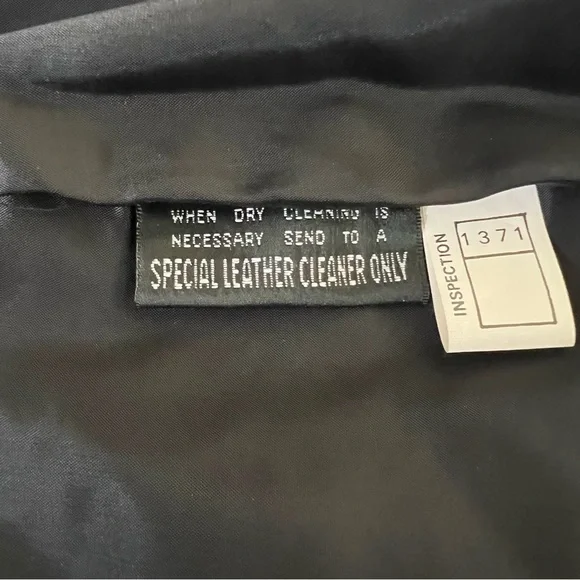 WHEN DRY CLEANING IS
NECESSARY SEND TO A
SPECIAL LEATHER CLEANER ONLY
INSPECTION
1371